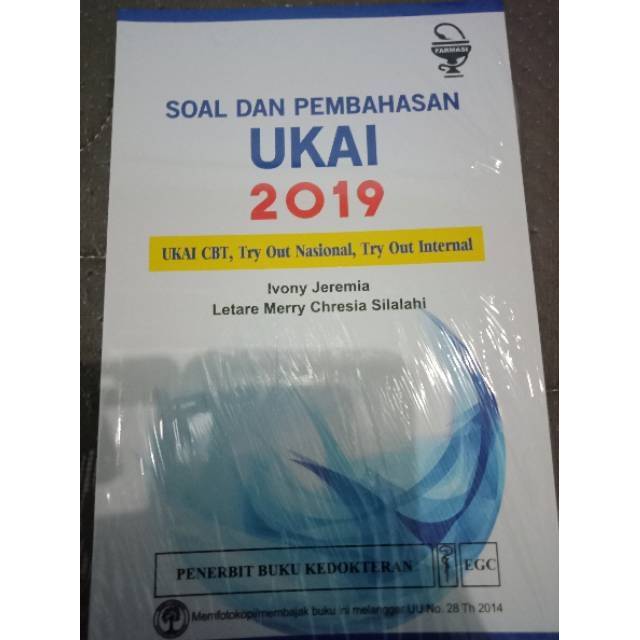 FARMASI
SOAL DAN PEMBAHASAN
UKAI
2019
UKAI CBT, Try Out Nasional, Try Out Internal
Ivony Jeremia
Letare Merry Chresia Silalahi
PENERBIT BUKU KEDOKTERAN EGC
Memfotokopi/membajak buku ini melanggar UU No. 28 Th 2014